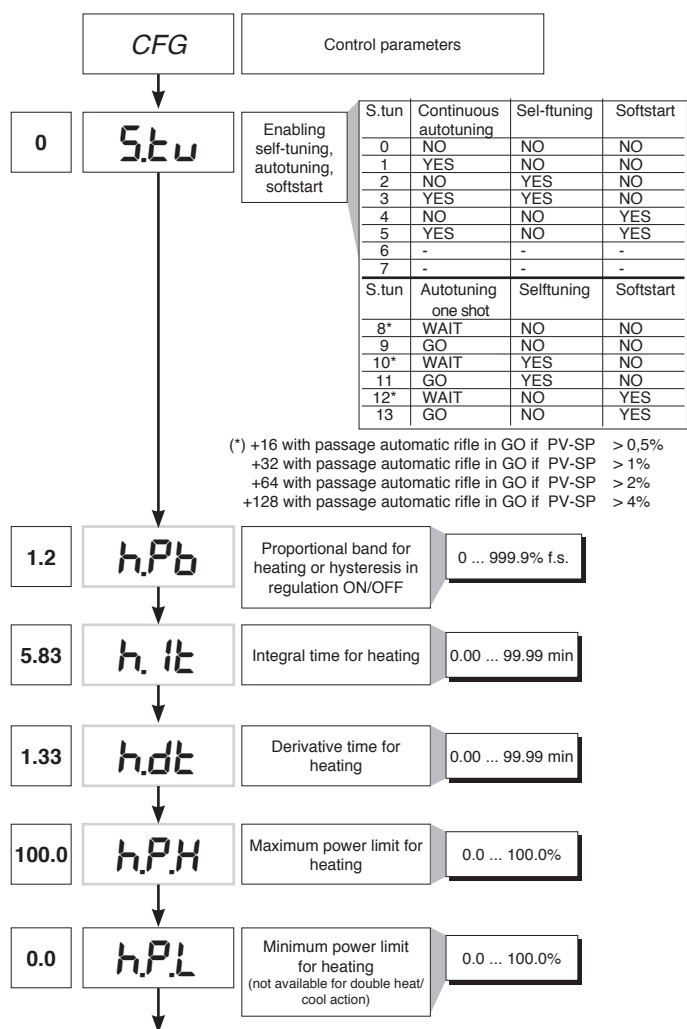 CFG
Control parameters
0
S.tu
Enabling
self-tuning,
autotuning,
softstart
S.tun Continuous autotuning Sel-ftuning Softstart
0 NO NO NO
1 YES NO NO
2 NO YES NO
3 YES YES NO
4 NO NO YES
5 YES NO YES
6 - - -
7 - - -
S.tun Autotuning one shot Selftuning Softstart
8* WAIT NO NO
9 GO NO NO
10* WAIT YES NO
11 GO YES NO
12* WAIT NO YES
13 GO NO YES
(*) +16 with passage automatic rifle in GO if PV-SP > 0,5%
+32 with passage automatic rifle in GO if PV-SP > 1%
+64 with passage automatic rifle in GO if PV-SP > 2%
+128 with passage automatic rifle in GO if PV-SP > 4%
1.2
h.Pb
Proportional band for
heating or hysteresis in
regulation ON/OFF
0 ... 999.9% f.s.
5.83
h.It
Integral time for heating
0.00 ... 99.99 min
1.33
h.dt
Derivative time for
heating
0.00 ... 99.99 min
100.0
h.P.H
Maximum power limit for
heating
0.0 ... 100.0%
0.0
h.P.L
Minimum power limit
for heating
(not available for double heat/
cool action)
0.0 ... 100.0%